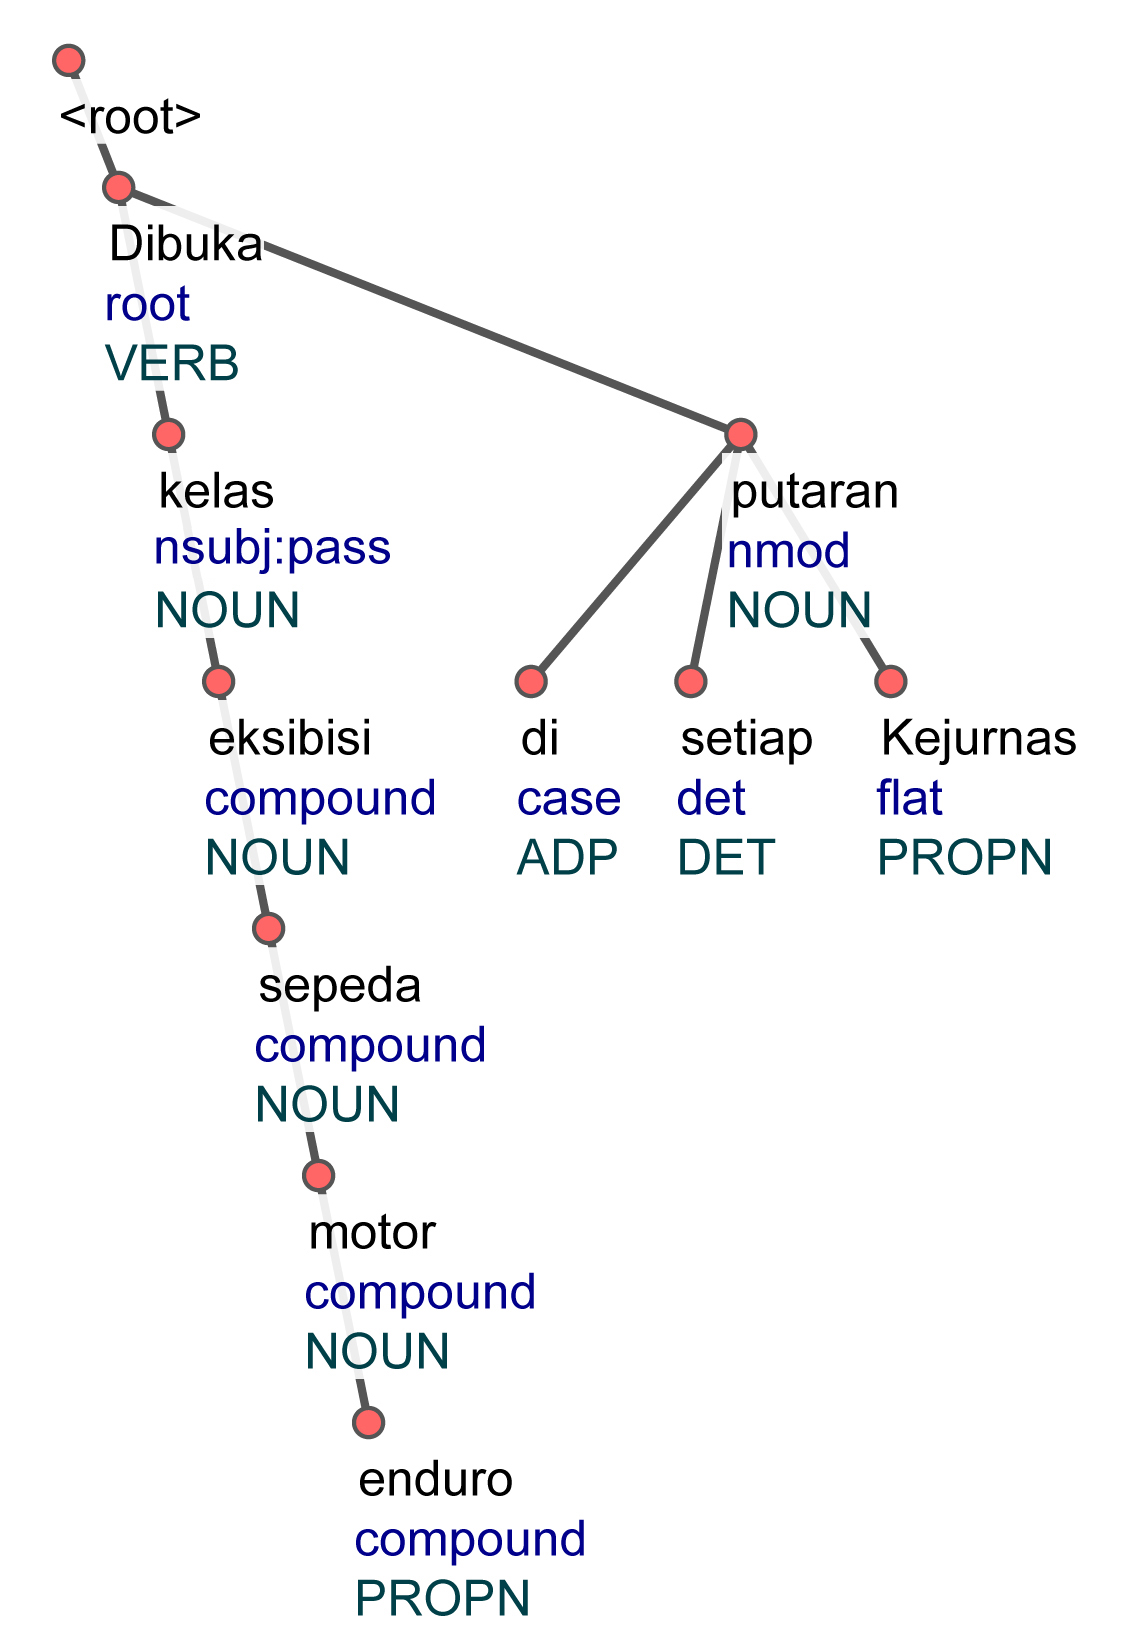 <root>
Dibuka
root
VERB
kelas
nsubj:pass
NOUN
putaran
nmod
NOUN
eksibisi
compound
NOUN
di
case
ADP
setiap
det
DET
Kejurnas
flat
PROPN
sepeda
compound
NOUN
motor
compound
NOUN
enduro
compound
PROPN